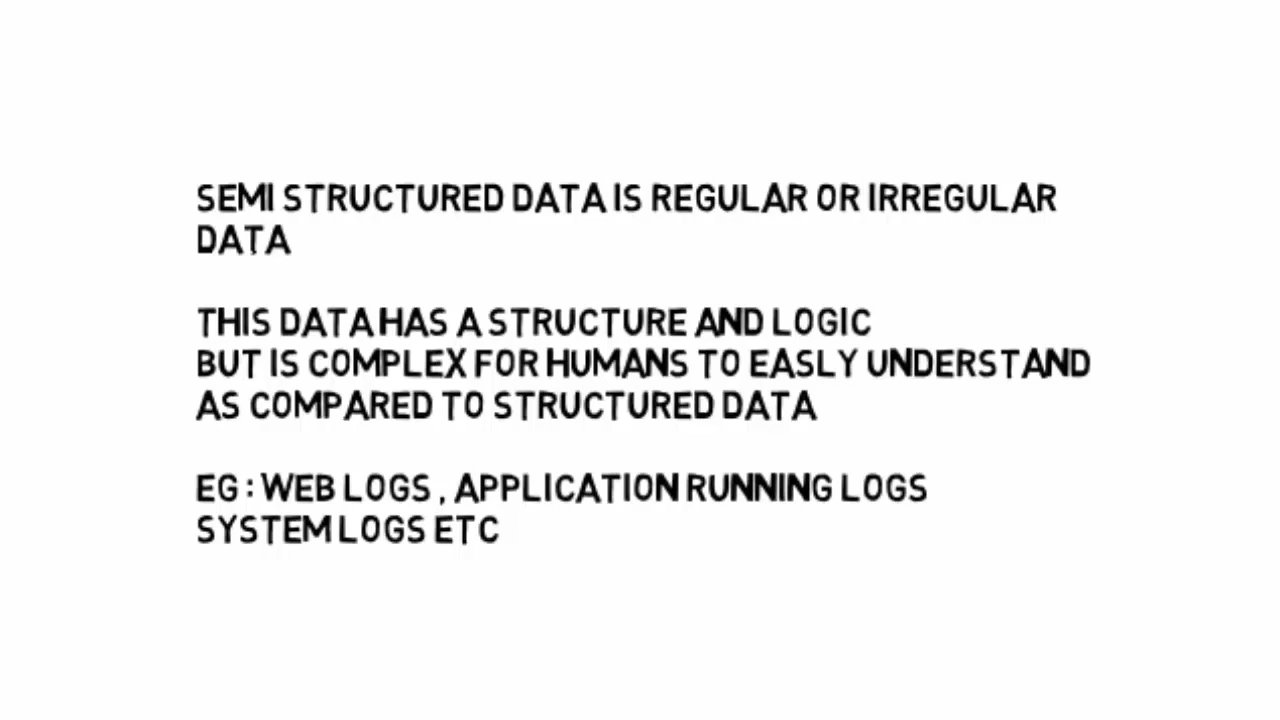 SEMI STRUCTURED DATA IS REGULAR OR IRREGULAR
DATA
THIS DATA HAS A STRUCTURE AND LOGIC
BUT IS COMPLEX FOR HUMANS TO EASLY UNDERSTAND
AS COMPARED TO STRUCTURED DATA
EG : WEB LOGS , APPLICATION RUNNING LOGS
SYSTEM LOGS ETC